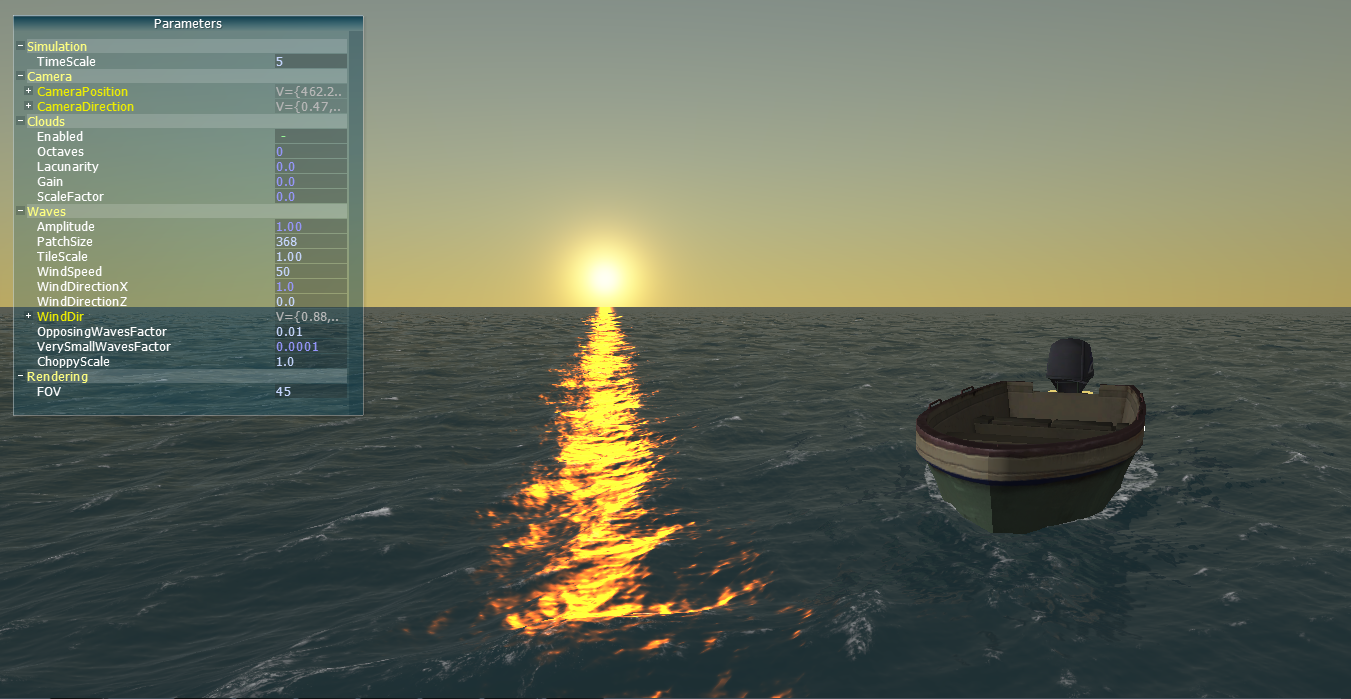 Parameters
Simulation
TimeScale 5
Camera
CameraPosition V={462.2..
CameraDirection V={0.47,..
Clouds
Enabled -
Octaves 0
Lacunarity 0.0
Gain 0.0
ScaleFactor 0.0
Waves
Amplitude 1.00
PatchSize 368
TileScale 1.00
WindSpeed 50
WindDirectionX 1.0
WindDirectionZ 0.0
WindDir V={0.88,..
OpposingWavesFactor 0.01
VerySmallWavesFactor 0.0001
ChoppyScale 1.0
Rendering
FOV 45